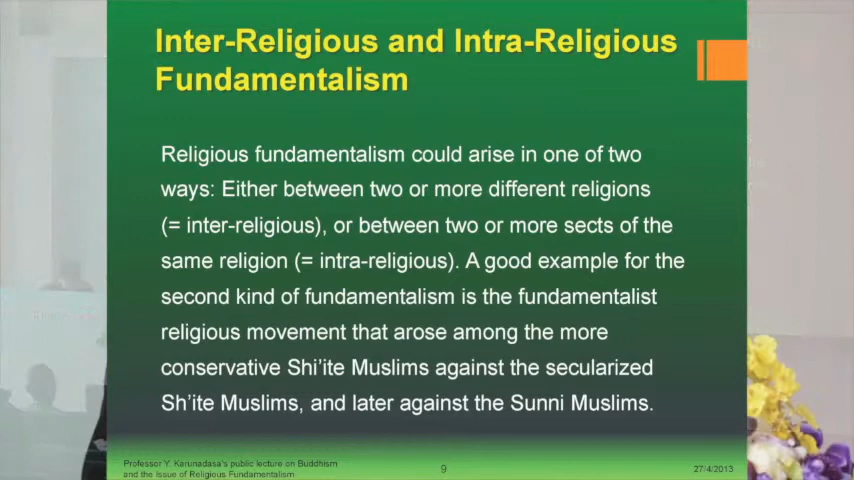 Inter-Religious and Intra-Religious
Fundamentalism
Religious fundamentalism could arise in one of two
ways: Either between two or more different religions
(= inter-religious), or between two or more sects of the
same religion (= intra-religious). A good example for the
second kind of fundamentalism is the fundamentalist
religious movement that arose among the more
conservative Shi'ite Muslims against the secularized
Sh'ite Muslims, and later against the Sunni Muslims.
Professor Y. Karunadasa's public lecture on Buddhism
and the Issue of Religious Fundamentalism
9
27/4/2013